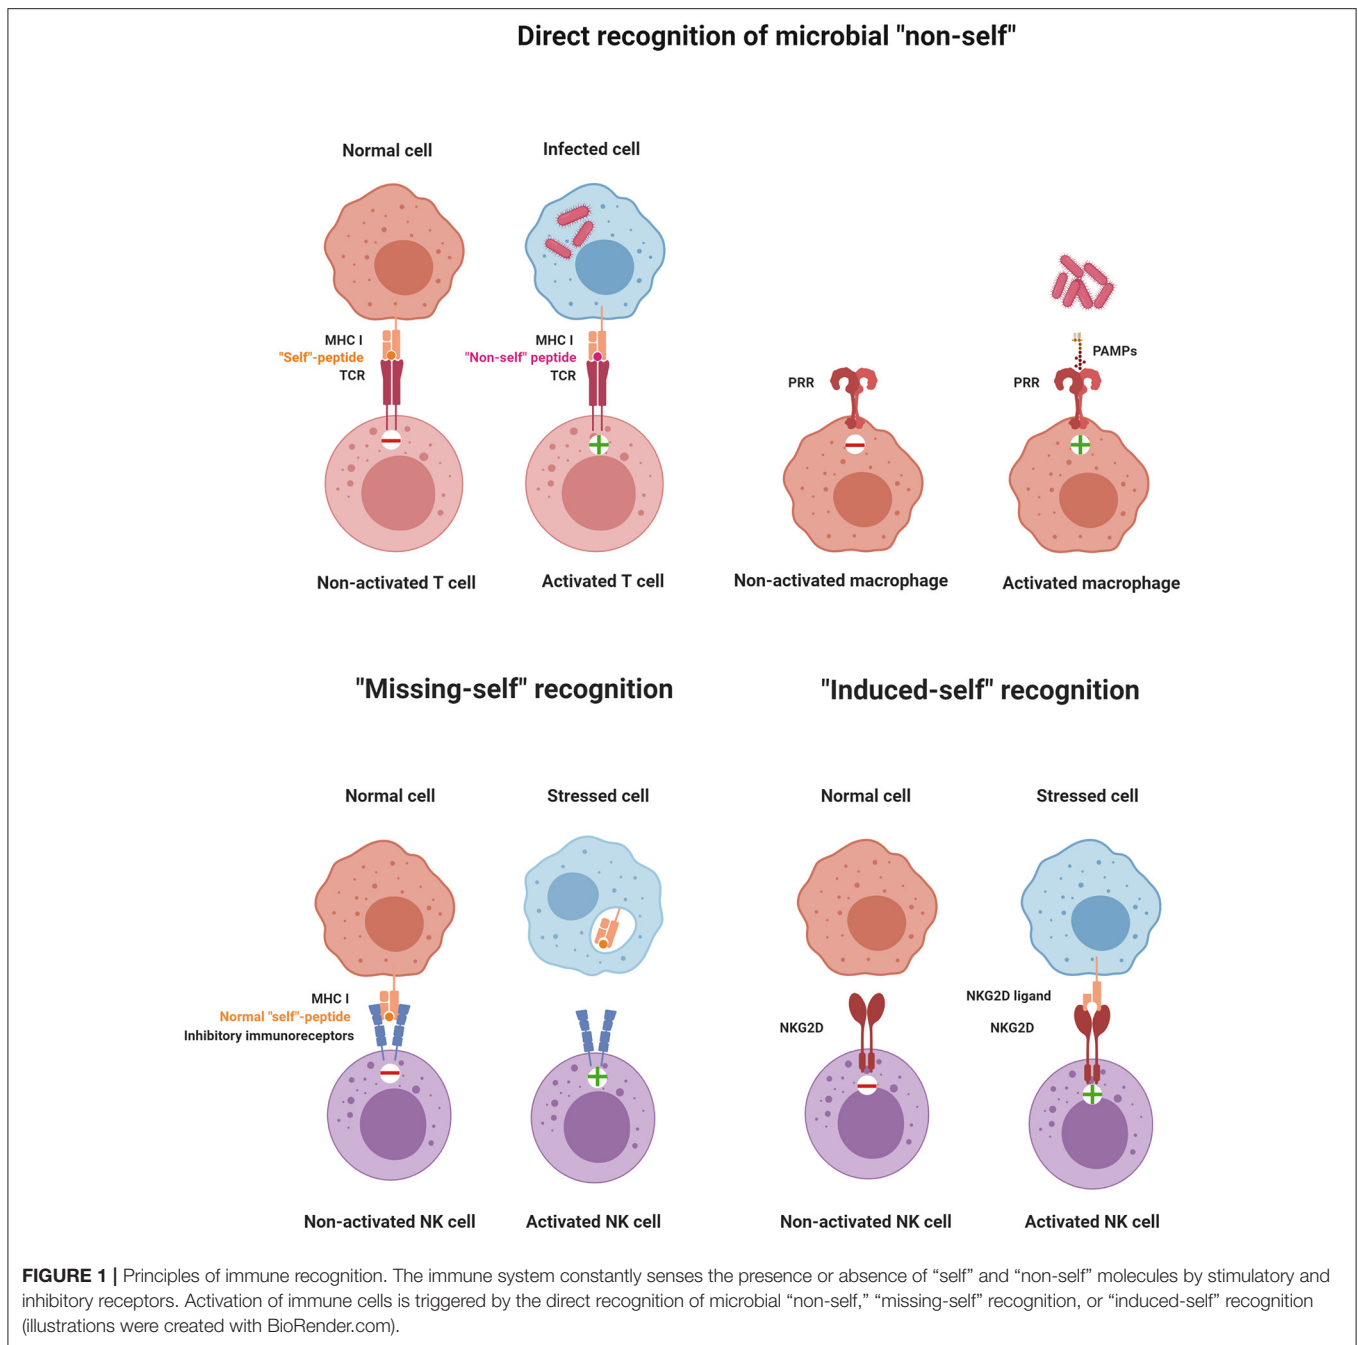 Direct recognition of microbial "non-self"
Normal cell
Infected cell
MHC I
"Self"-peptide
TCR
MHC I
"Non-self" peptide
TCR
PRR
PAMPs
PRR
Non-activated T cell
Activated T cell
Non-activated macrophage
Activated macrophage
"Missing-self" recognition
"Induced-self" recognition
Normal cell
Stressed cell
Normal cell
Stressed cell
MHC I
Normal "self"-peptide
Inhibitory immunoreceptors
NKG2D
NKG2D ligand
NKG2D
Non-activated NK cell
Activated NK cell
Non-activated NK cell
Activated NK cell
FIGURE 1 | Principles of immune recognition. The immune system constantly senses the presence or absence of “self” and “non-self” molecules by stimulatory and
inhibitory receptors. Activation of immune cells is triggered by the direct recognition of microbial “non-self,” “missing-self” recognition, or “induced-self” recognition
(illustrations were created with BioRender.com).